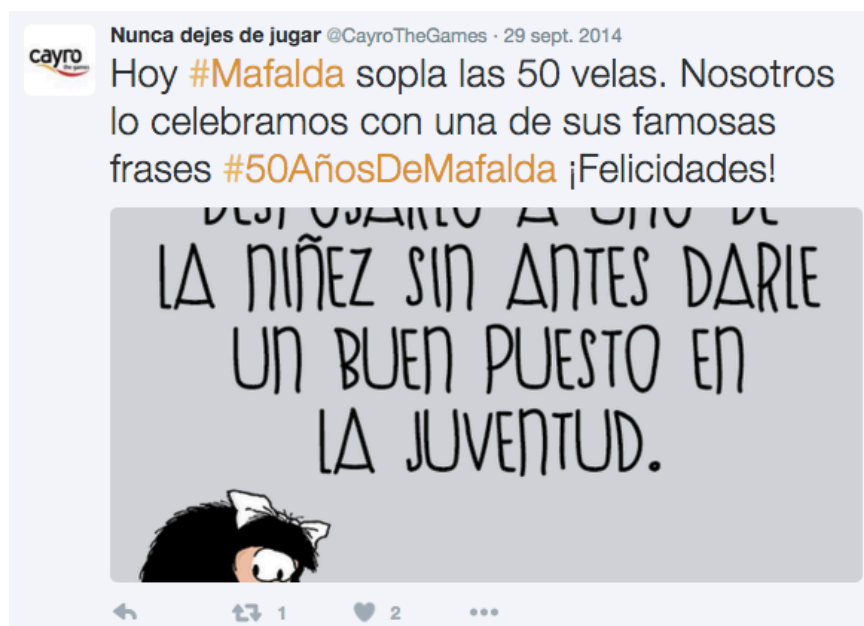 cayro
the games
Nunca dejes de jugar @CayroTheGames · 29 sept. 2014
Hoy #Mafalda sopla las 50 velas. Nosotros
lo celebramos con una de sus famosas
frases #50AñosDeMafalda ¡Felicidades!
LA NIÑEZ SIN ANTES DARLE
UN BUEN PUESTO EN
LA JUVENTUD.
1
2